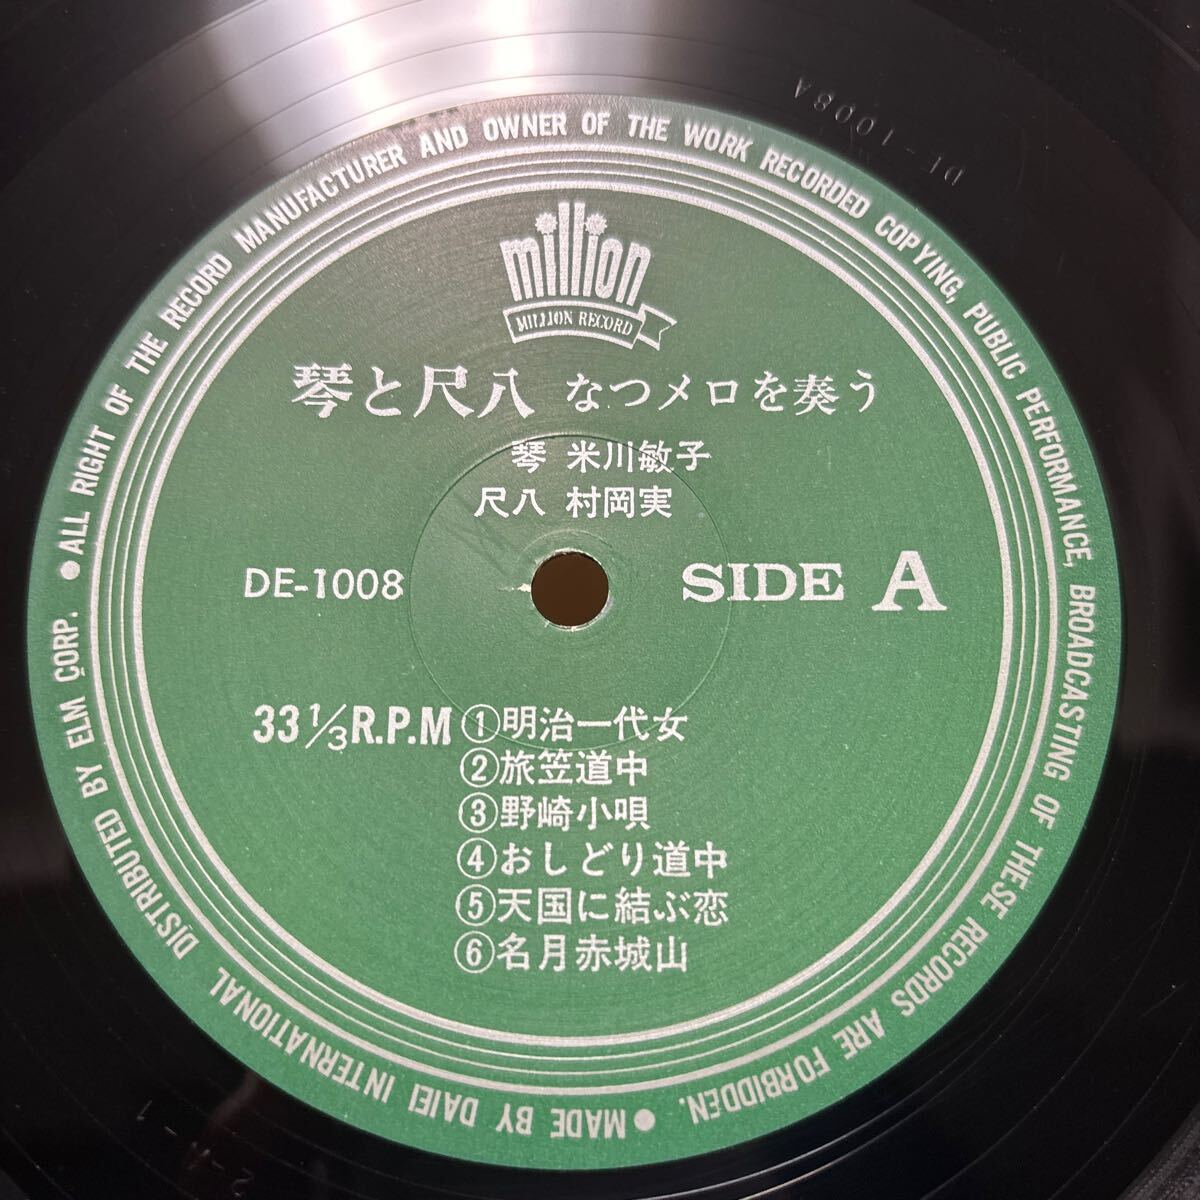 ● ALL RIGHT OF THE RECORD MANUFACTURER AND OWNER OF THE WORK RECORDED COPYING, PUBLIC PERFORMANCE, BROADCASTING OF THESE RECORDS ARE FORBIDDEN.
● MADE BY DAIEI INTERNATIONAL DISTRIBUTED BY ELM CORP.
DE-1008A
million
MILLION RECORD
琴と尺八 なつメロを奏う
琴 米川敏子
尺八 村岡実
DE-1008
SIDE A
33 1/3 R.P.M
①明治一代女
②旅笠道中
③野崎小唄
④おしどり道中
⑤天国に結ぶ恋
⑥名月赤城山